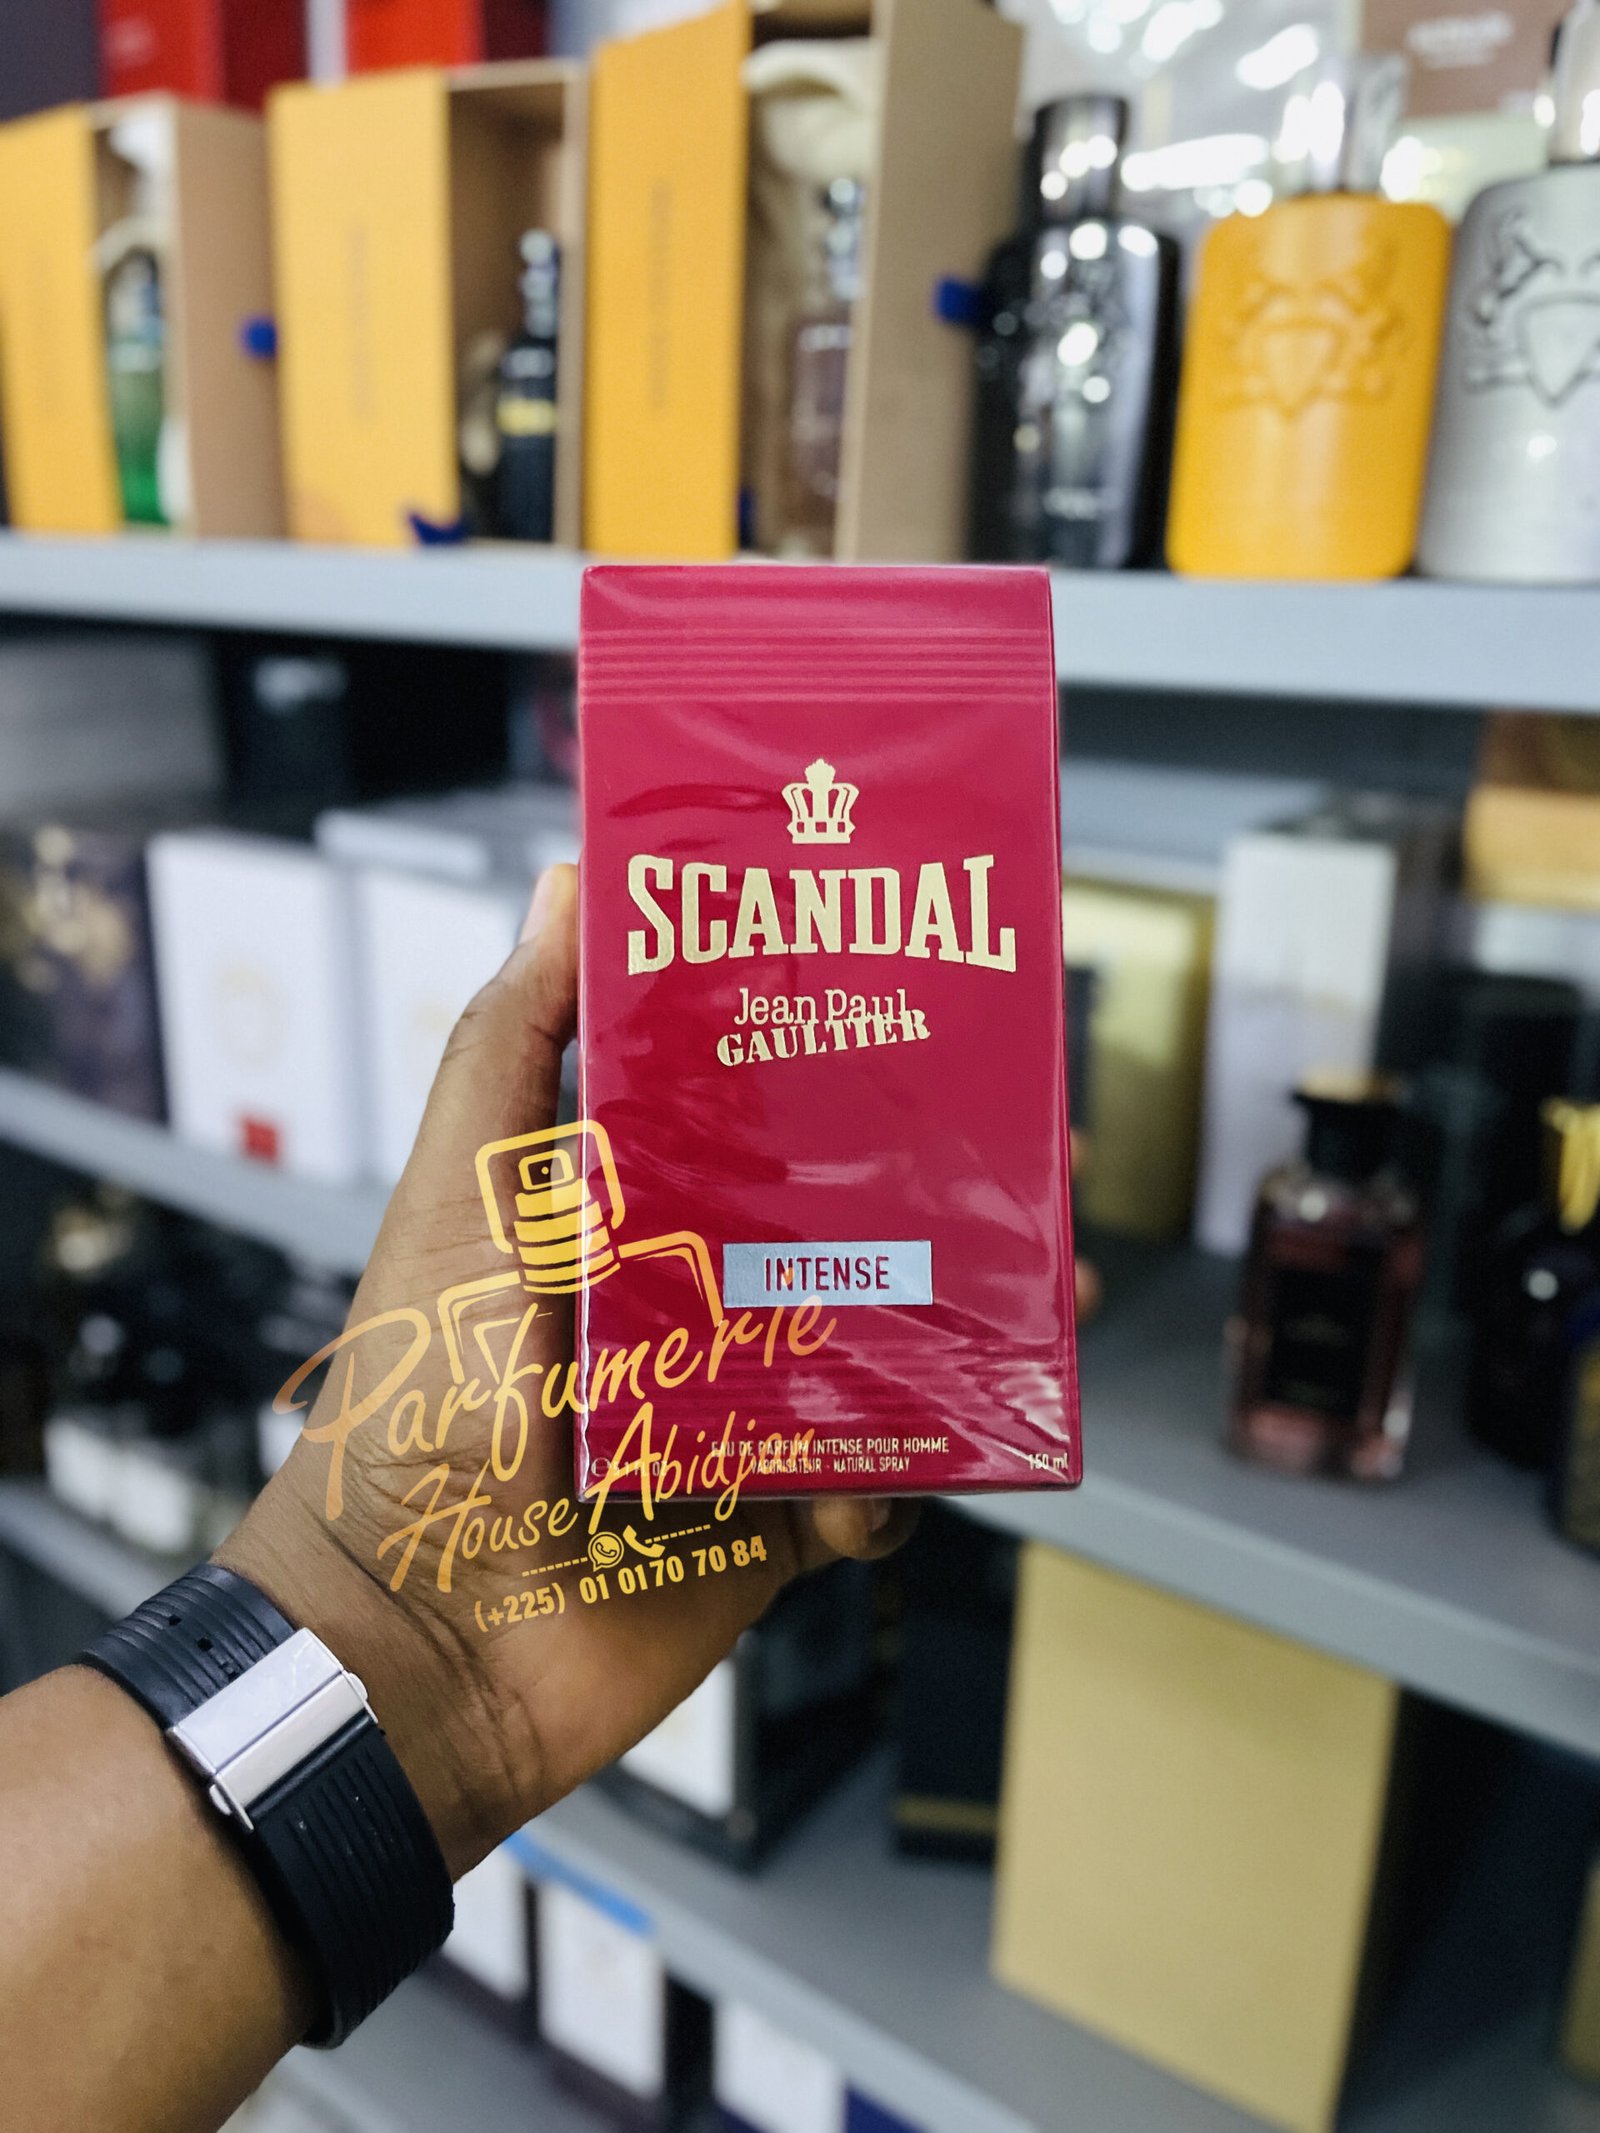 SCANDAL
Jean Paul
GAULTIER
INTENSE
Parfumerie
House Abidjan
EAU DE PARFUM INTENSE POUR HOMME
VAPORISATEUR - NATURAL SPRAY
150 ml
(+225) 01 01 70 70 84